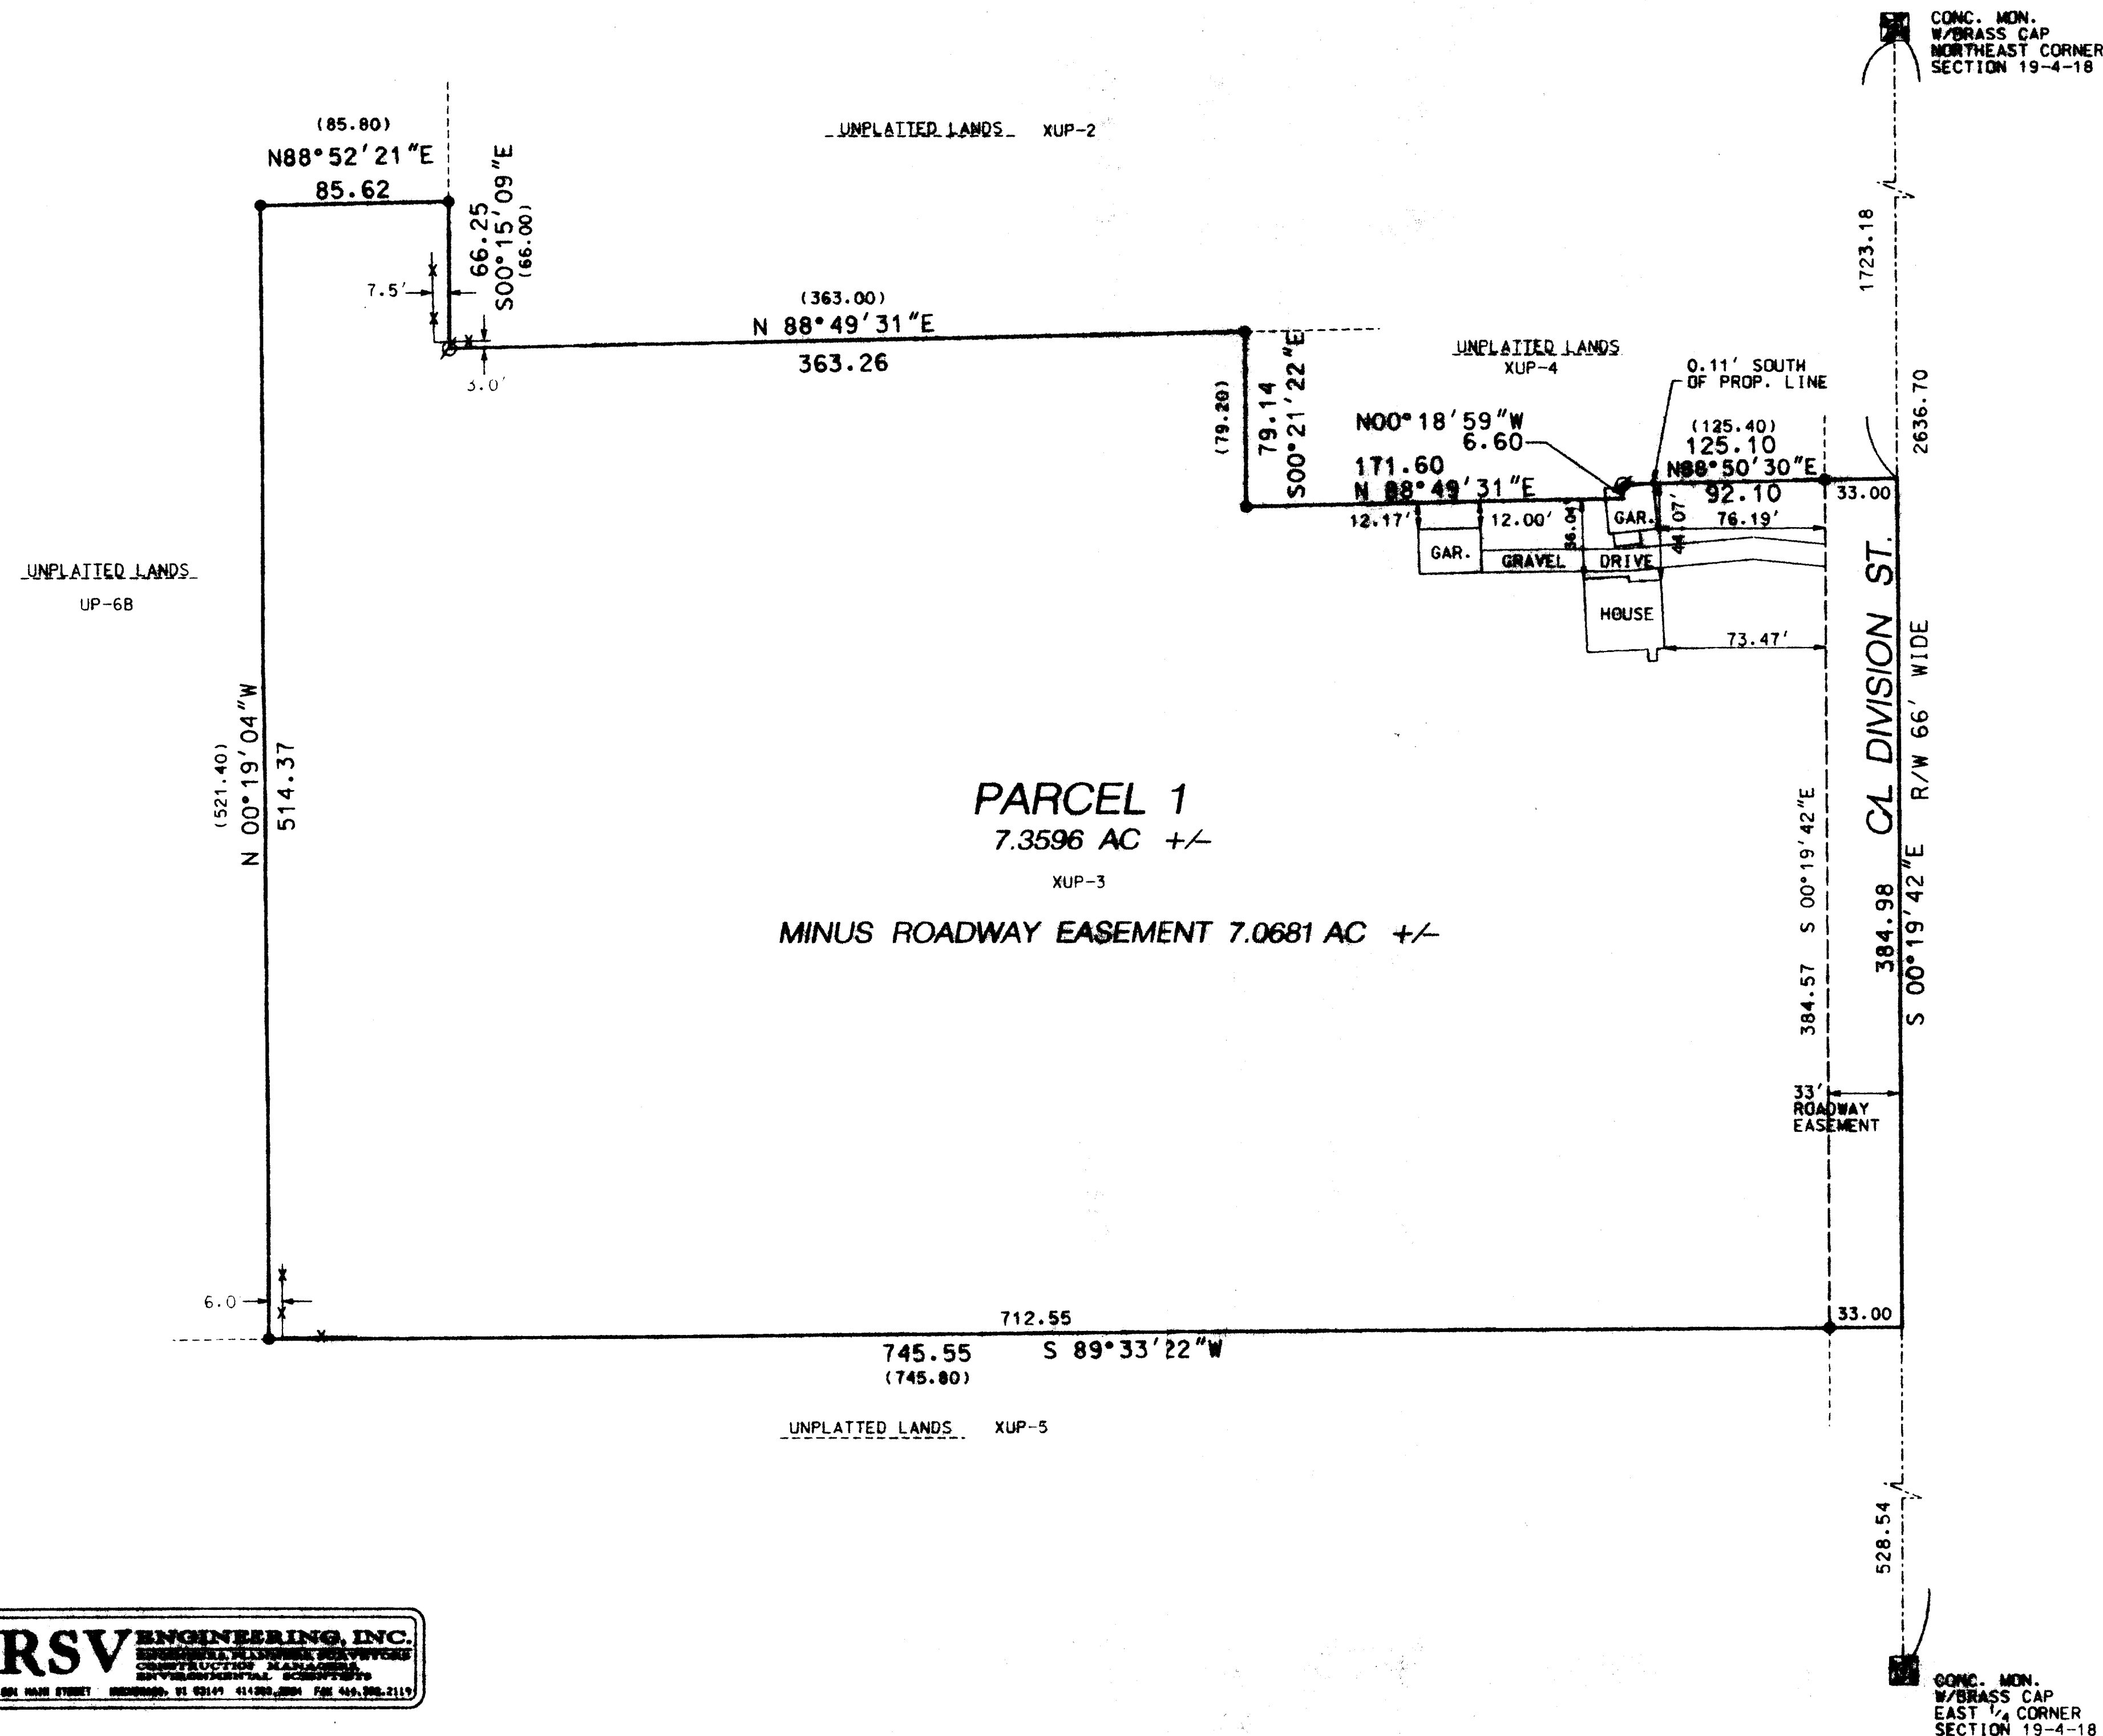 CONC. MON.
W/BRASS CAP
NORTHEAST CORNER
SECTION 19-4-18
(85.80)
N88°52'21"E
85.62
UNPLATTED LANDS XUP-2
66.25
S00°15'09"E
(66.00)
7.5'
3.0'
(363.00)
N 88°49'31"E
363.26
1723.18
2636.70
(79.20)
79.14
S00°21'22"E
UNPLATTED LANDS
XUP-4
0.11' SOUTH
OF PROP. LINE
N00°18'59"W
6.60
171.60
N 88°49'31"E
(125.40)
125.10
N88°50'30"E
92.10
33.00
12.17'
12.00'
36.04'
GAR.
44.07'
76.19'
GAR.
GRAVEL DRIVE
HOUSE
73.47'
UNPLATTED LANDS
UP-6B
C/L DIVISION ST.
R/W 66' WIDE
(521.40)
N 00°19'04"W
514.37
PARCEL 1
7.3596 AC +/-
XUP-3
MINUS ROADWAY EASEMENT 7.0681 AC +/-
384.57 S 00°19'42"E
384.98
S 00°19'42"E
33'
ROADWAY
EASEMENT
6.0
712.55
33.00
745.55 S 89°33'22"W
(745.80)
UNPLATTED LANDS XUP-5
528.54
RSV ENGINEERING, INC.
CONSTRUCTION MANAGERS
ENVIRONMENTAL SCIENTISTS
CONC. MON.
W/BRASS CAP
EAST 1/4 CORNER
SECTION 19-4-18